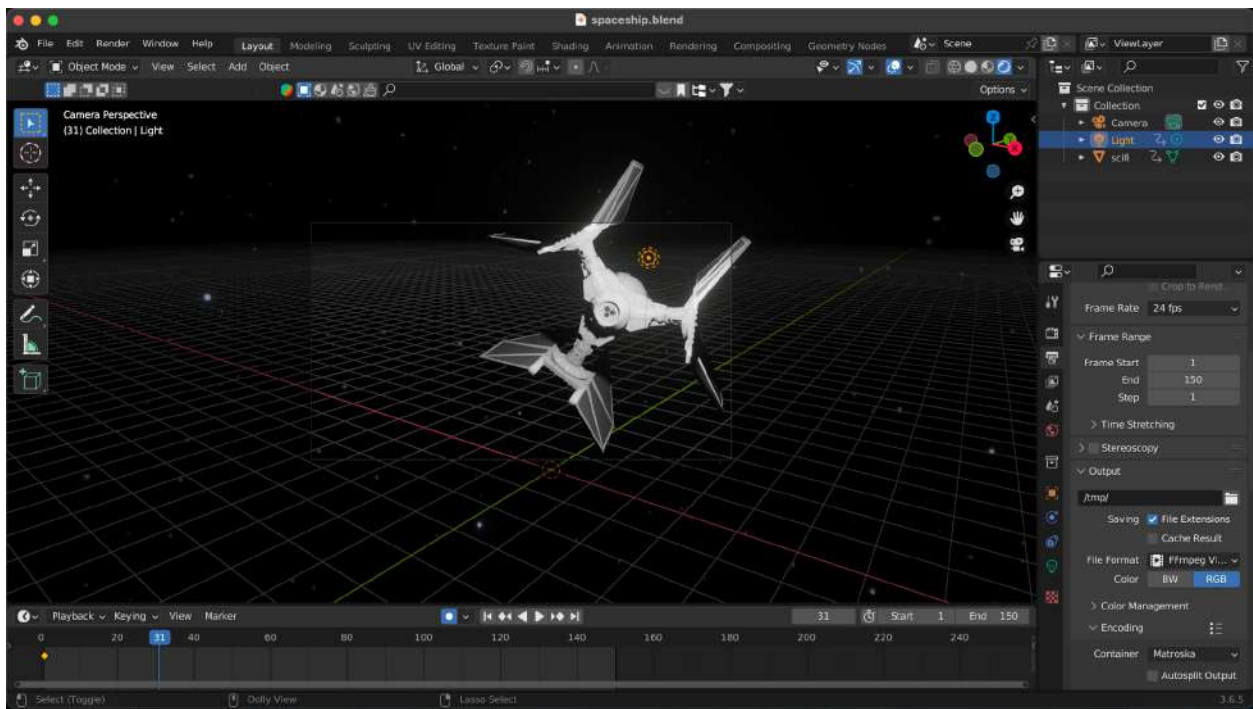 spaceship.blend
File Edit Render Window Help Layout Modeling Sculpting UV Editing Texture Paint Shading Animation Rendering Compositing Geometry Nodes Scene ViewLayer
Object Mode View Select Add Object Global
Options
Camera Perspective
(31) Collection | Light
X
Z
Scene Collection
Collection
Camera
Light
scifi
Crop to Rend...
Frame Rate 24 fps
Frame Range
Frame Start 1
End 150
Step 1
Time Stretching
Stereoscopy
Output
/tmp/
Saving File Extensions
Cache Result
File Format FFmpeg Vi...
Color BW RGB
Color Management
Encoding
Container Matroska
Autosplit Output
Playback Keying View Marker 31 Start 1 End 150
0 20 31 40 60 80 100 120 140 160 180 200 220 240
Select (Toggle) Dolly View Lasso Select 3.6.5